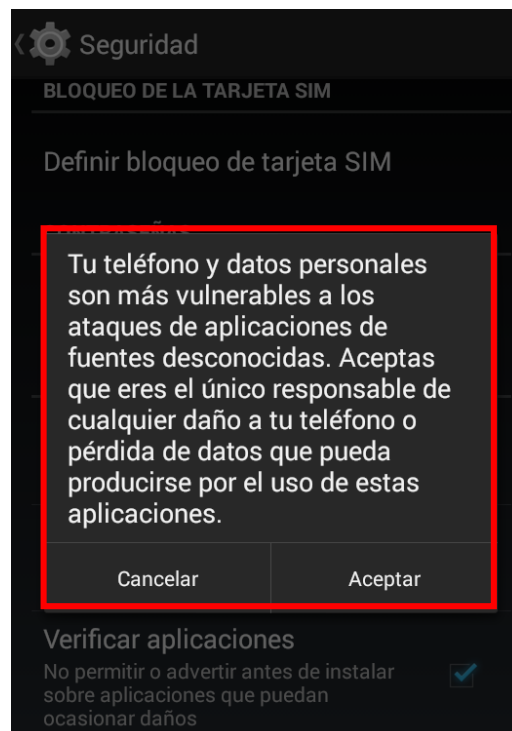 Seguridad
BLOQUEO DE LA TARJETA SIM
Definir bloqueo de tarjeta SIM
Tu teléfono y datos personales
son más vulnerables a los
ataques de aplicaciones de
fuentes desconocidas. Aceptas
que eres el único responsable de
cualquier daño a tu teléfono o
pérdida de datos que pueda
producirse por el uso de estas
aplicaciones.
Cancelar
Aceptar
Verificar aplicaciones
No permitir o advertir antes de instalar
sobre aplicaciones que puedan
ocasionar daños